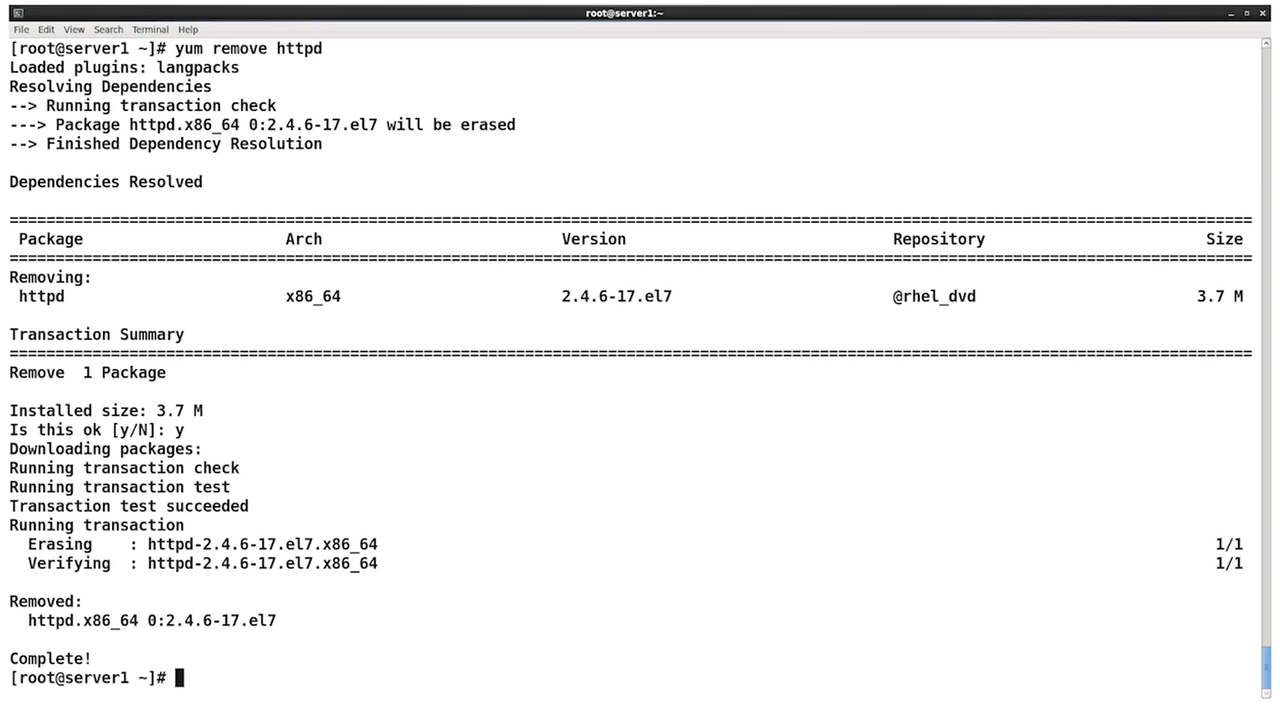 root@server1:~
File Edit View Search Terminal Help
[root@server1 ~]# yum remove httpd
Loaded plugins: langpacks
Resolving Dependencies
--> Running transaction check
---> Package httpd.x86_64 0:2.4.6-17.el7 will be erased
--> Finished Dependency Resolution
Dependencies Resolved
================================================================================
Package Arch Version Repository Size
================================================================================
Removing:
httpd x86_64 2.4.6-17.el7 @rhel_dvd 3.7 M
Transaction Summary
================================================================================
Remove  1 Package
Installed size: 3.7 M
Is this ok [y/N]: y
Downloading packages:
Running transaction check
Running transaction test
Transaction test succeeded
Running transaction
Erasing    : httpd-2.4.6-17.el7.x86_64 1/1
Verifying  : httpd-2.4.6-17.el7.x86_64 1/1
Removed:
httpd.x86_64 0:2.4.6-17.el7
Complete!
[root@server1 ~]#